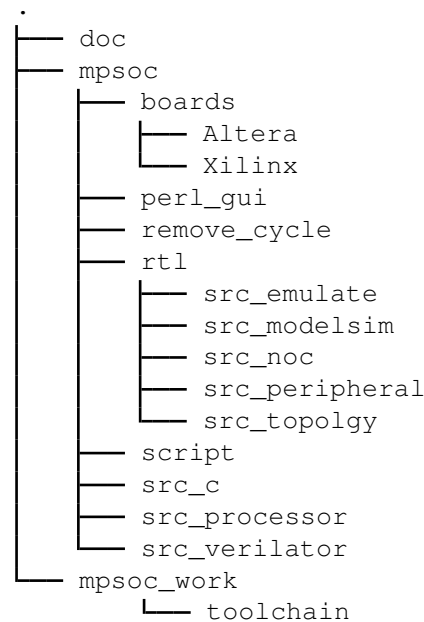 .
doc
mpsoc
boards
Altera
Xilinx
perl_gui
remove_cycle
rtl
src_emulate
src_modelsim
src_noc
src_peripheral
src_topolgy
script
src_c
src_processor
src_verilator
mpsoc_work
toolchain